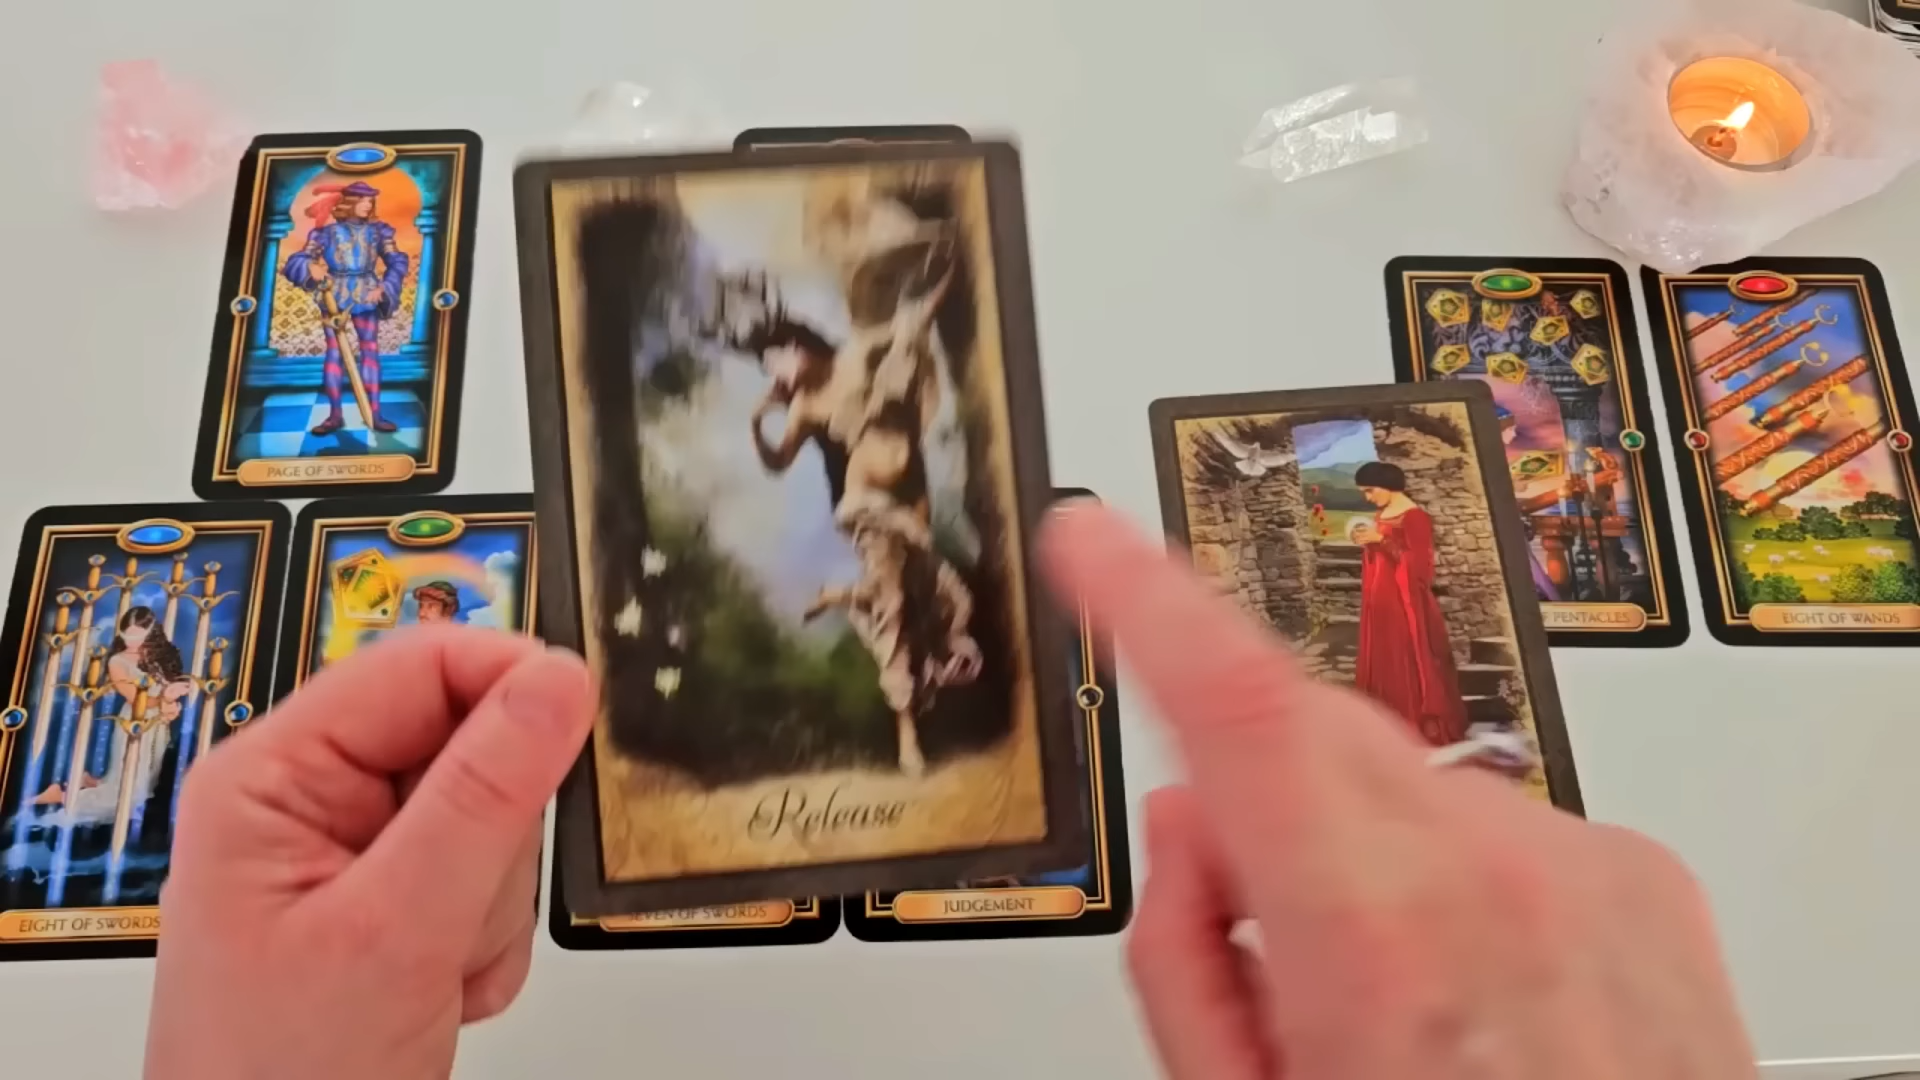 PAGE OF SWORDS
F PENTACLES
EIGHT OF WANDS
Release
EIGHT OF SWORDS
SEVEN OF SWORDS
JUDGEMENT